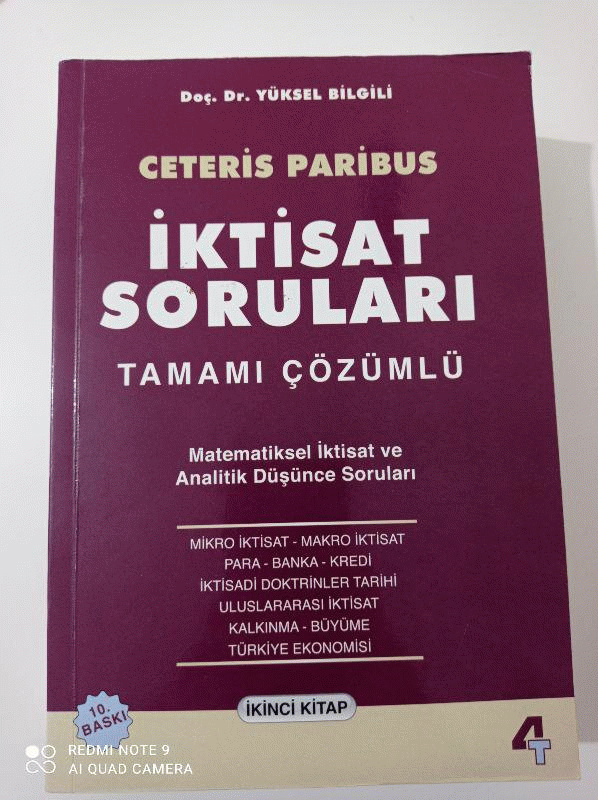 Doç. Dr. YÜKSEL BİLGİLİ
CETERİS PARİBUS
İKTİSAT
SORULARI
TAMAMI ÇÖZÜMLÜ
Matematiksel İktisat ve
Analitik Düşünce Soruları
MİKRO İKTİSAT - MAKRO İKTİSAT
PARA - BANKA - KREDİ
İKTİSADİ DOKTRİNLER TARİHİ
ULUSLARARASI İKTİSAT
KALKINMA - BÜYÜME
TÜRKİYE EKONOMİSİ
İKİNCİ KİTAP
10.
BASKI
4T
REDMI NOTE 9
AI QUAD CAMERA